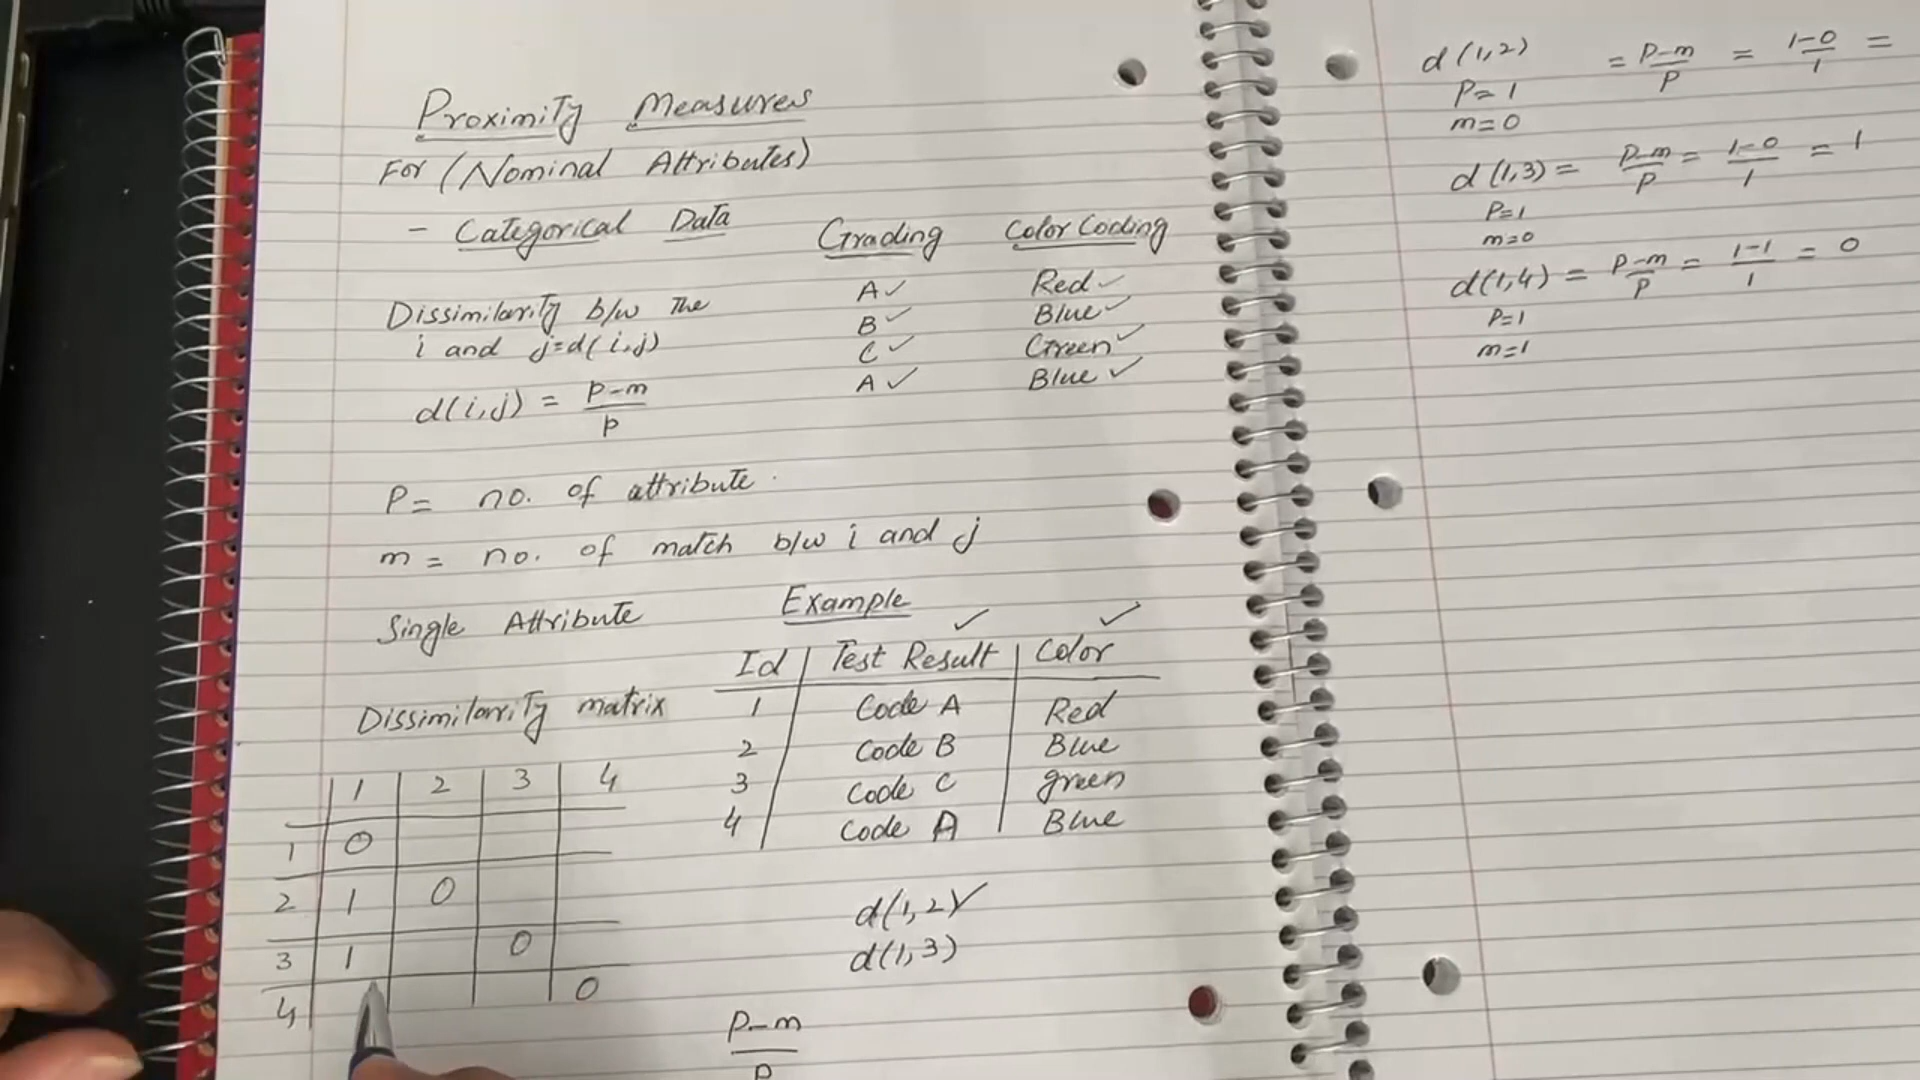 Proximity Measures
For (Nominal Attributes)
- Categorical Data
Dissimilarity b/w The
i and j=d(i,j)
d(i,j) = p-m
p
Grading Color Coding
A✓ Red✓
B✓ Blue✓
C✓ Green✓
A✓ Blue✓
P= no. of attribute.
m= no. of match b/w i and j
Single Attribute
Dissimilarity matrix
1 2 3 4
1 0
2 1 0
3 1 0
4 0
Example
✓ ✓
Id Test Result Color
1 Code A Red
2 Code B Blue
3 Code C green
4 Code A Blue
d(1,2)✓
d(1,3)
P-m
P
d(1,2) = P-m = 1-0 =
P 1
P=1
m=0
d(1,3) = P-m = 1-0 = 1
P 1
P=1
m=0
d(1,4) = P-m = 1-1 = 0
P 1
P=1
m=1